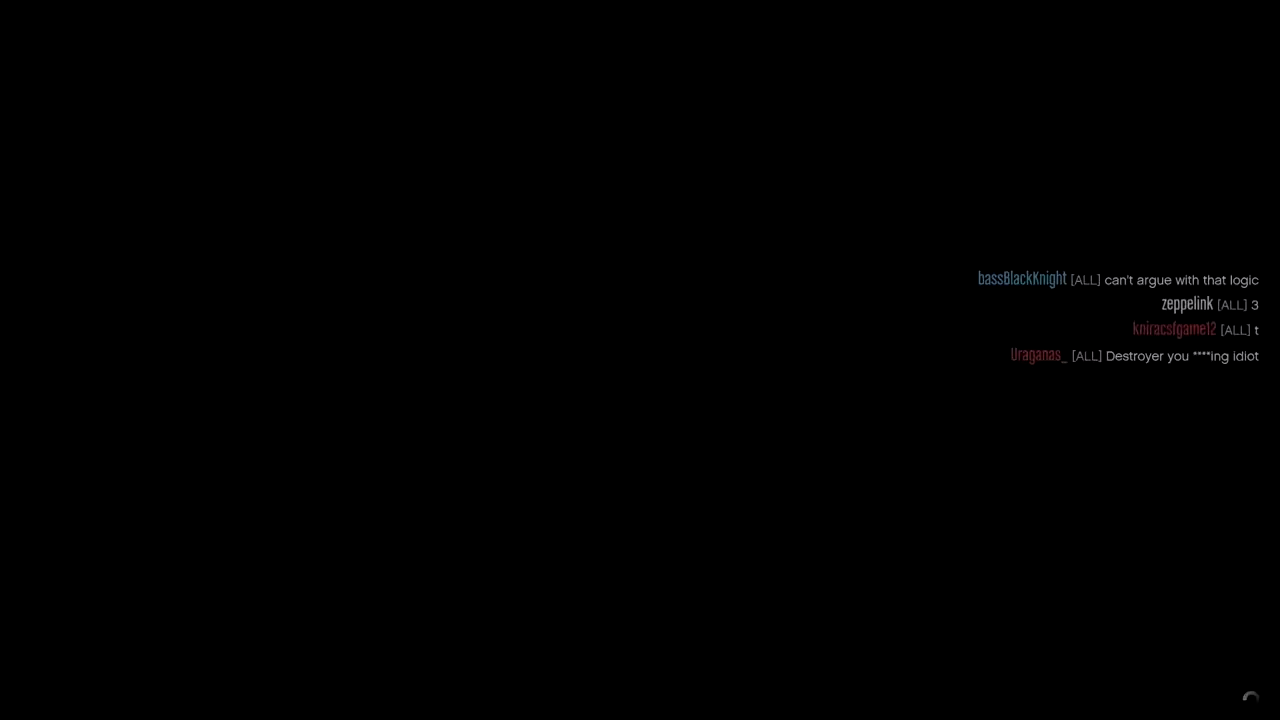 bassBlackKnight [ALL] can't argue with that logic
zeppelink [ALL] 3
kniracsfgame12 [ALL] t
Uraganas_ [ALL] Destroyer you ****ing idiot